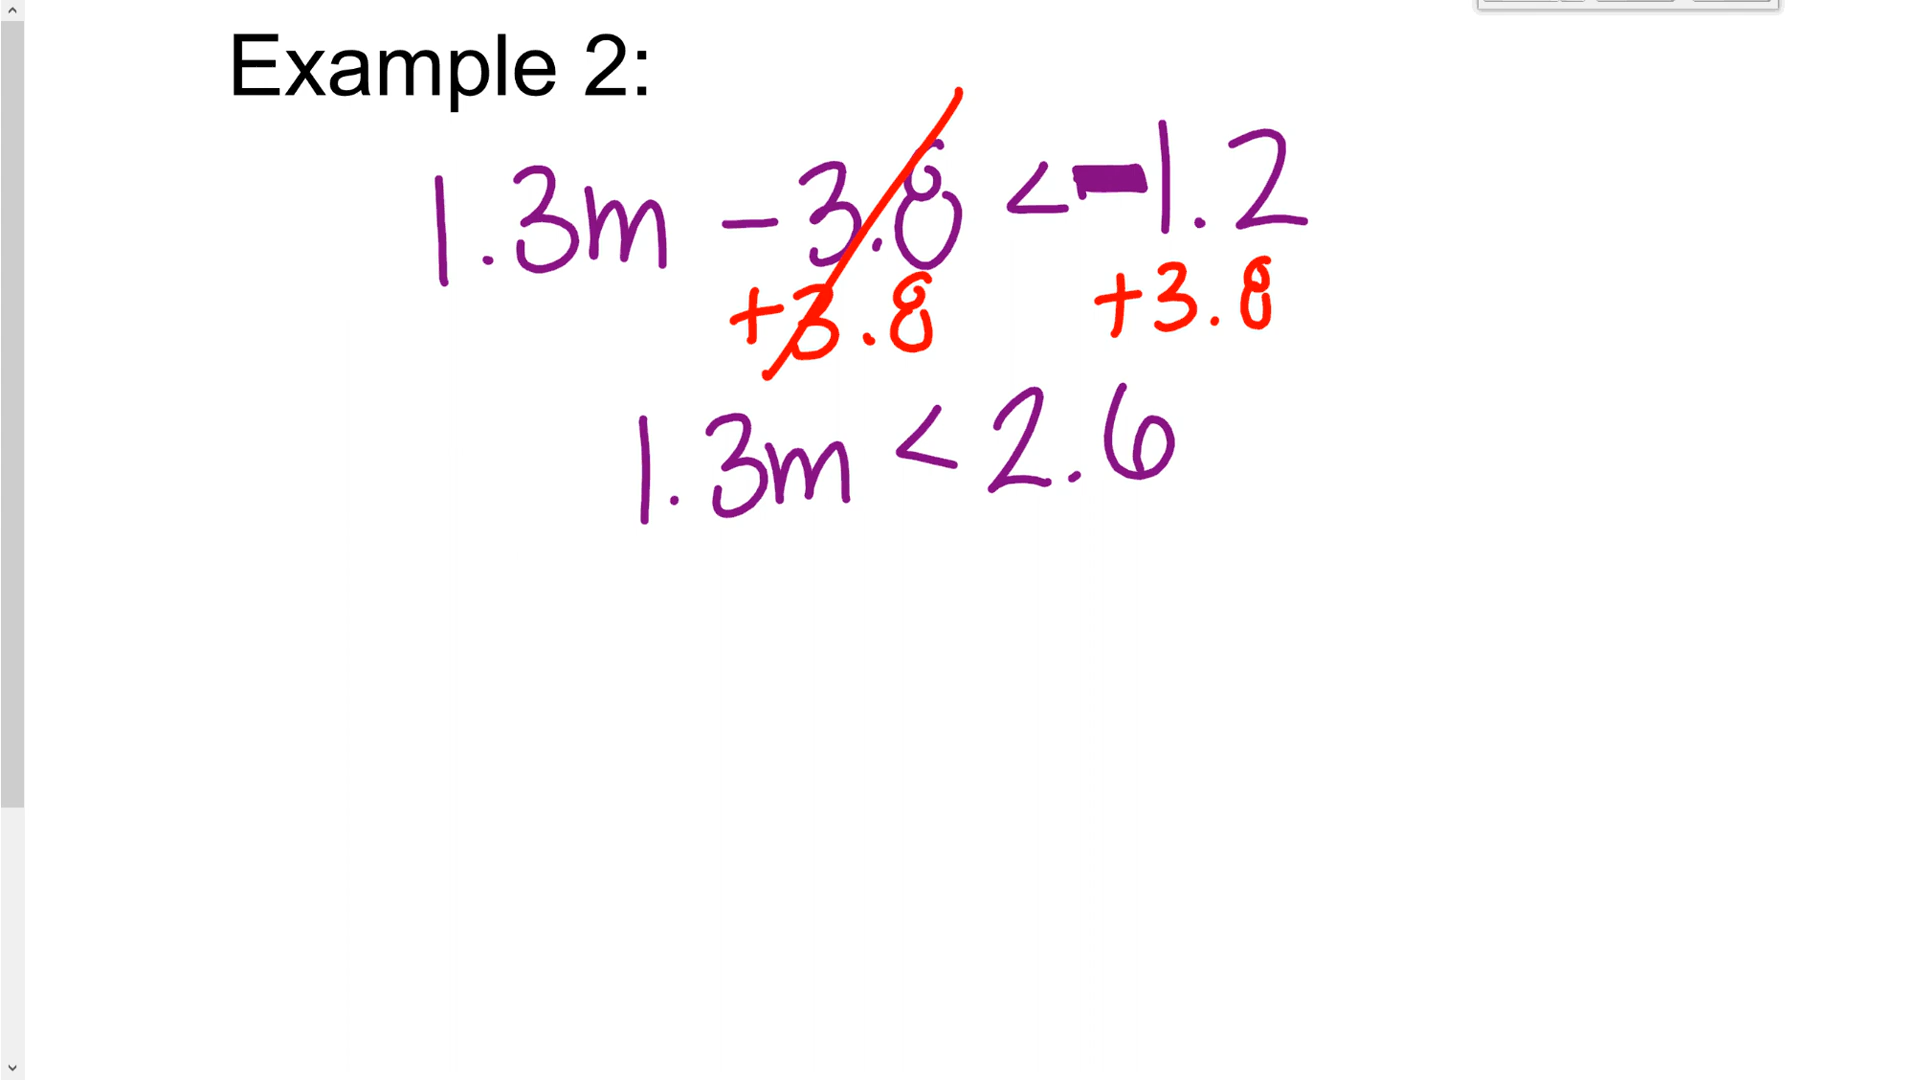 Example 2:
1.3m - 3.8 < -1.2
+3.8 +3.8
1.3m < 2.6